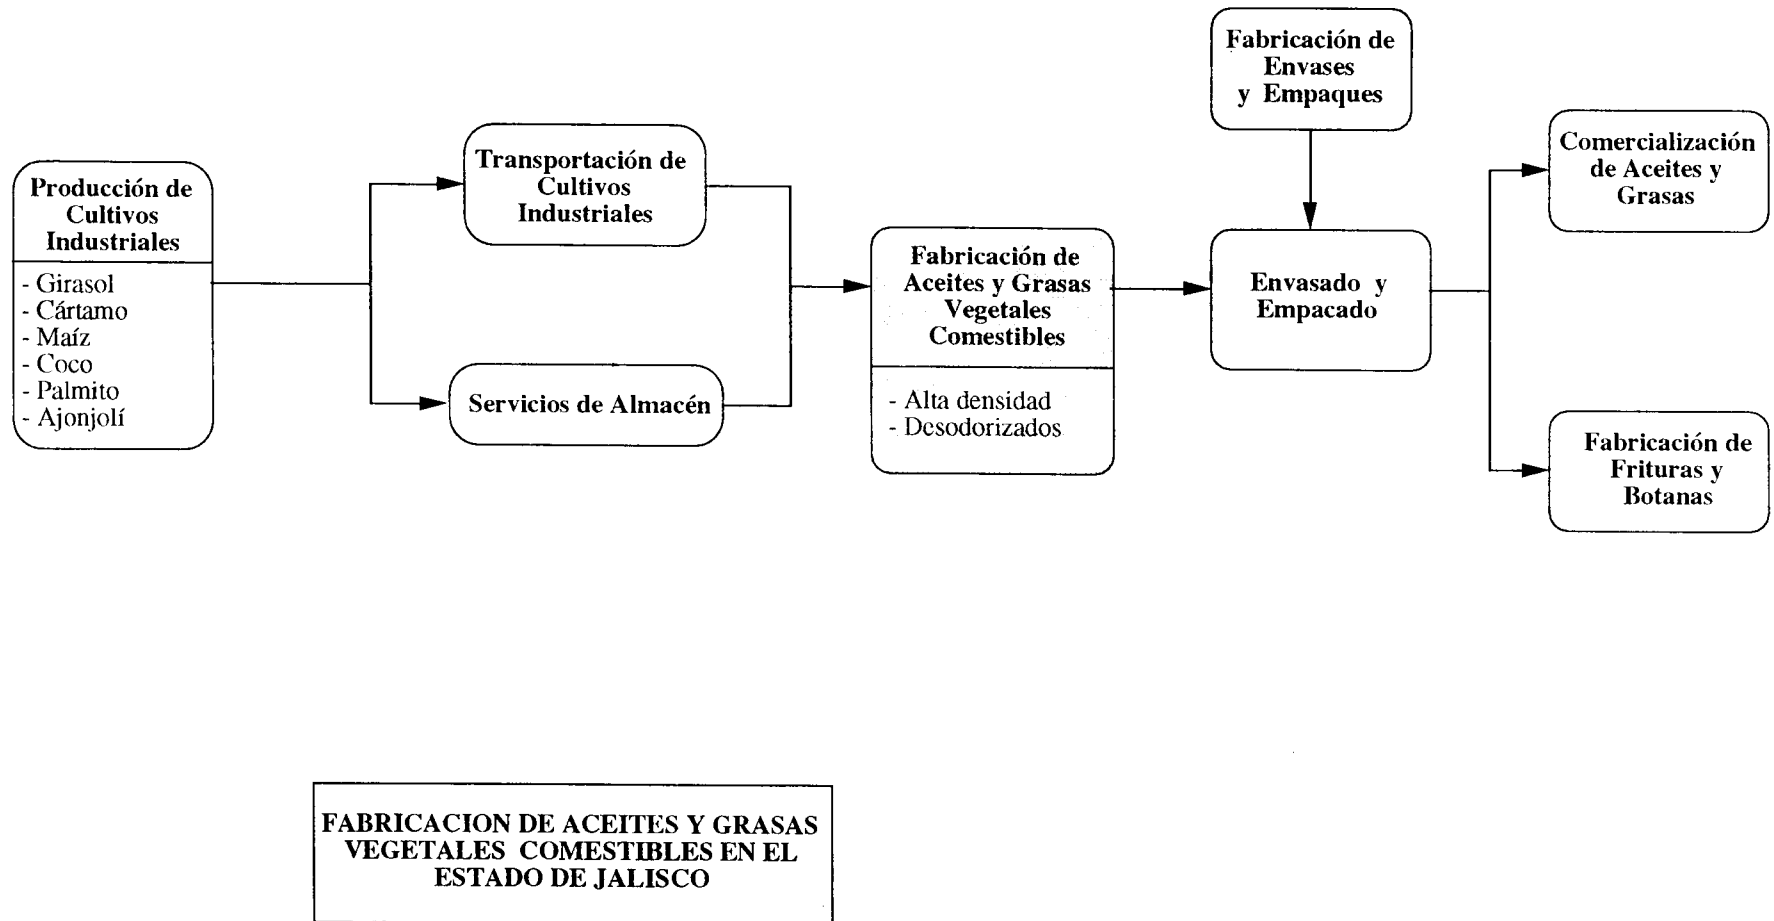 Producción de
Cultivos
Industriales
- Girasol
- Cártamo
- Maíz
- Coco
- Palmito
- Ajonjolí
Transportación de
Cultivos
Industriales
Servicios de Almacén
Fabricación de
Aceites y Grasas
Vegetales
Comestibles
- Alta densidad
- Desodorizados
Fabricación de
Envases
y Empaques
Envasado y
Empacado
Comercialización
de Aceites y
Grasas
Fabricación de
Frituras y
Botanas
FABRICACION DE ACEITES Y GRASAS
VEGETALES COMESTIBLES EN EL
ESTADO DE JALISCO